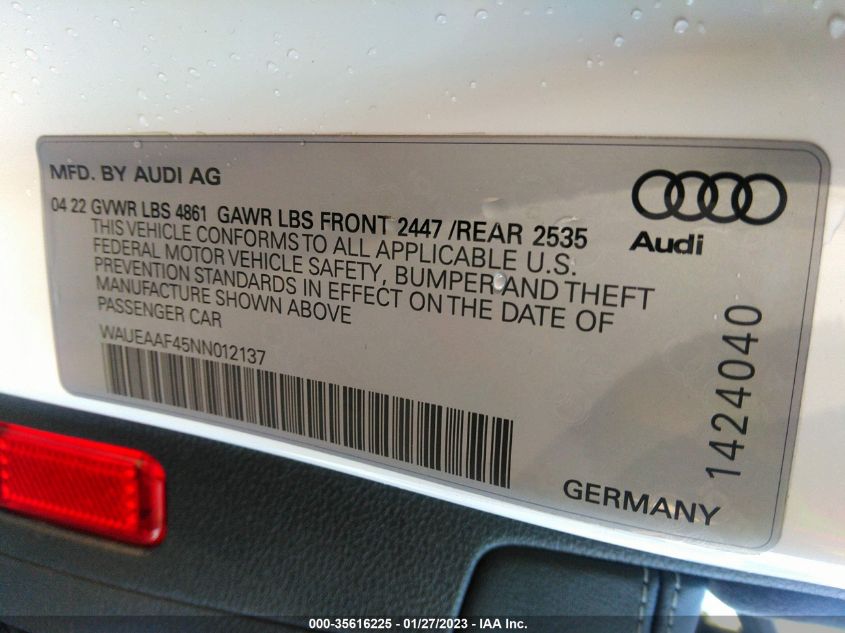 MFD. BY AUDI AG
04 22 GVWR LBS 4861 GAWR LBS FRONT 2447 /REAR 2535
THIS VEHICLE CONFORMS TO ALL APPLICABLE U.S.
FEDERAL MOTOR VEHICLE SAFETY, BUMPER AND THEFT
PREVENTION STANDARDS IN EFFECT ON THE DATE OF
MANUFACTURE SHOWN ABOVE
PASSENGER CAR
WAUEAAF45NN012137
Audi
1424040
GERMANY
000-35616225 - 01/27/2023 - IAA Inc.